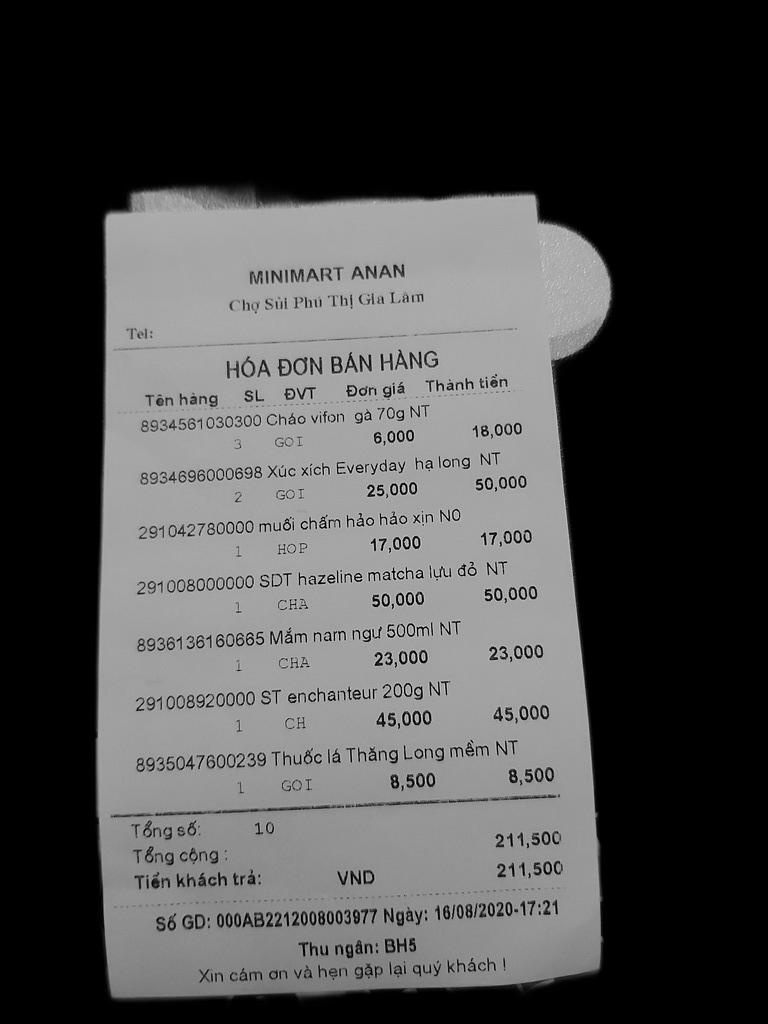 MINIMART ANAN
Chợ Sủi Phú Thị Gia Lâm
Tel:
HÓA ĐƠN BÁN HÀNG
Tên hàng SL ĐVT Đơn giá Thành tiền
8934561030300 Cháo vifon gà 70g NT
3 GOI 6,000 18,000
8934696000698 Xúc xích Everyday hạ long NT
2 GOI 25,000 50,000
291042780000 muối chấm hảo hảo xịn N0
1 HOP 17,000 17,000
291008000000 SDT hazeline matcha lựu đỏ NT
1 CHA 50,000 50,000
8936136160665 Mắm nam ngư 500ml NT
1 CHA 23,000 23,000
291008920000 ST enchanteur 200g NT
1 CH 45,000 45,000
8935047600239 Thuốc lá Thăng Long mềm NT
1 GOI 8,500 8,500
Tổng số: 10
Tổng cộng : 211,500
Tiền khách trả: VND 211,500
Số GD: 000AB2212008003977 Ngày: 16/08/2020-17:21
Thu ngân: BH5
Xin cám ơn và hẹn gặp lại quý khách !